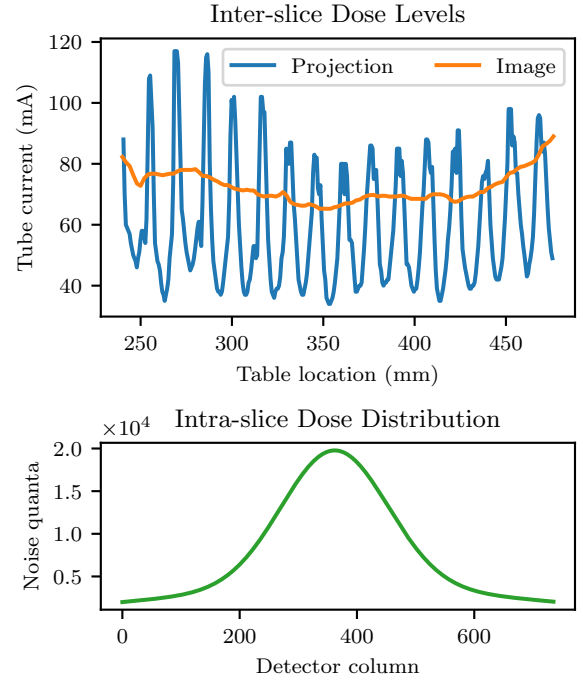 Inter-slice Dose Levels
120
100
80
60
40
Tube current (mA)
Projection
Image
250 300 350 400 450
Table location (mm)
×10⁴
Intra-slice Dose Distribution
2.0
1.5
1.0
0.5
Noise quanta
0 200 400 600
Detector column